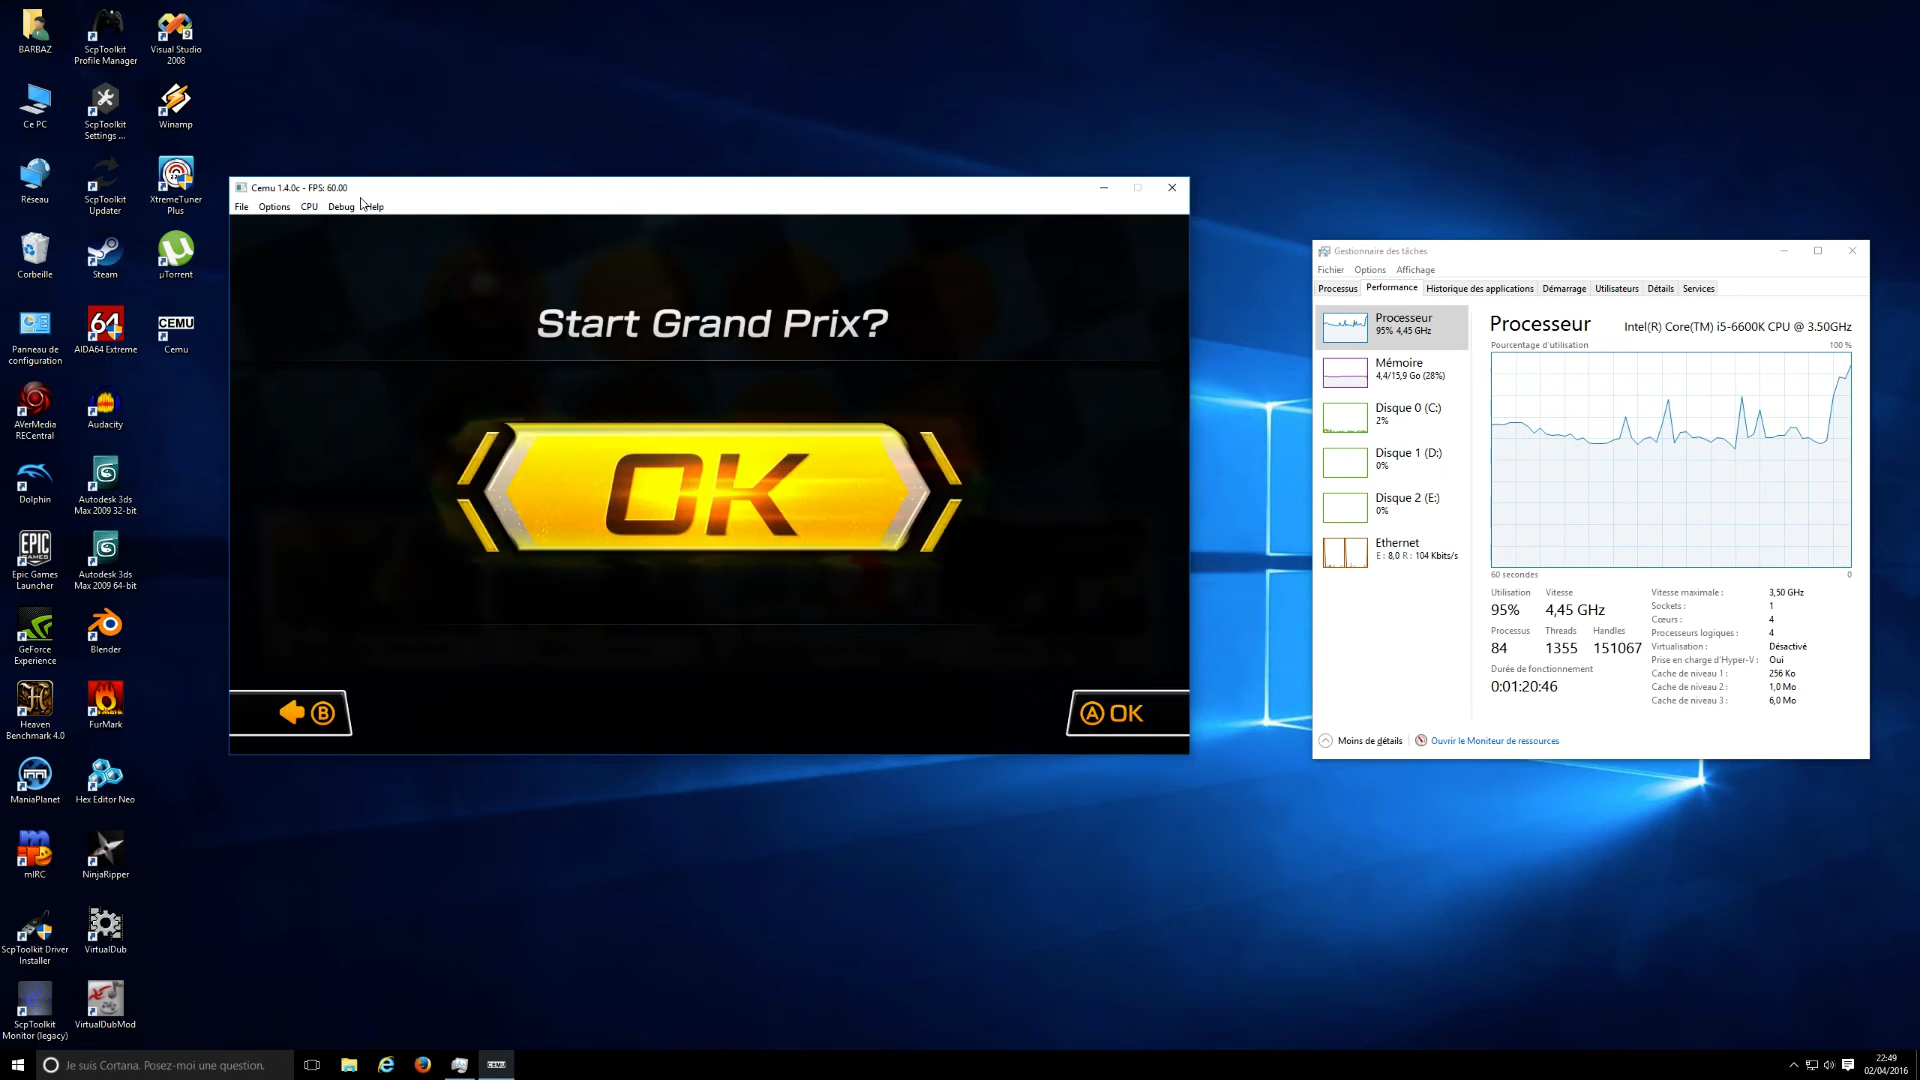 BARBAZ
ScpToolkit
Profile Manager
Visual Studio
2008
Ce PC
ScpToolkit
Settings ...
Winamp
Réseau
ScpToolkit
Updater
XtremeTuner
Plus
Corbeille
Steam
µTorrent
Panneau de
configuration
64
AIDA64 Extreme
CEMU
Cemu
AVerMedia
RECentral
Audacity
Dolphin
Autodesk 3ds
Max 2009 32-bit
EPIC
GAMES
Epic Games
Launcher
Autodesk 3ds
Max 2009 64-bit
GeForce
Experience
Blender
Heaven
Benchmark 4.0
FurMark
ManiaPlanet
Hex Editor Neo
mIRC
NinjaRipper
ScpToolkit Driver
Installer
VirtualDub
ScpToolkit
Monitor (legacy)
VirtualDubMod
Cemu 1.4.0c - FPS: 60.00
File Options CPU Debug Help
Start Grand Prix?
OK
B
A OK
Gestionnaire des tâches
Fichier Options Affichage
Processus Performance Historique des applications Démarrage Utilisateurs Détails Services
Processeur
95% 4,45 GHz
Mémoire
4,4/15,9 Go (28%)
Disque 0 (C:)
2%
Disque 1 (D:)
0%
Disque 2 (E:)
0%
Ethernet
E : 8,0 R : 104 Kbits/s
Processeur Intel(R) Core(TM) i5-6600K CPU @ 3.50GHz
Pourcentage d'utilisation 100 %
60 secondes 0
Utilisation Vitesse
95% 4,45 GHz
Processus Threads Handles
84 1355 151067
Durée de fonctionnement
0:01:20:46
Vitesse maximale : 3,50 GHz
Sockets : 1
Cœurs : 4
Processeurs logiques : 4
Virtualisation : Désactivé
Prise en charge d'Hyper-V : Oui
Cache de niveau 1 : 256 Ko
Cache de niveau 2 : 1,0 Mo
Cache de niveau 3 : 6,0 Mo
Moins de détails Ouvrir le Moniteur de ressources
Je suis Cortana. Posez-moi une question.
CEMU
22:49
02/04/2016